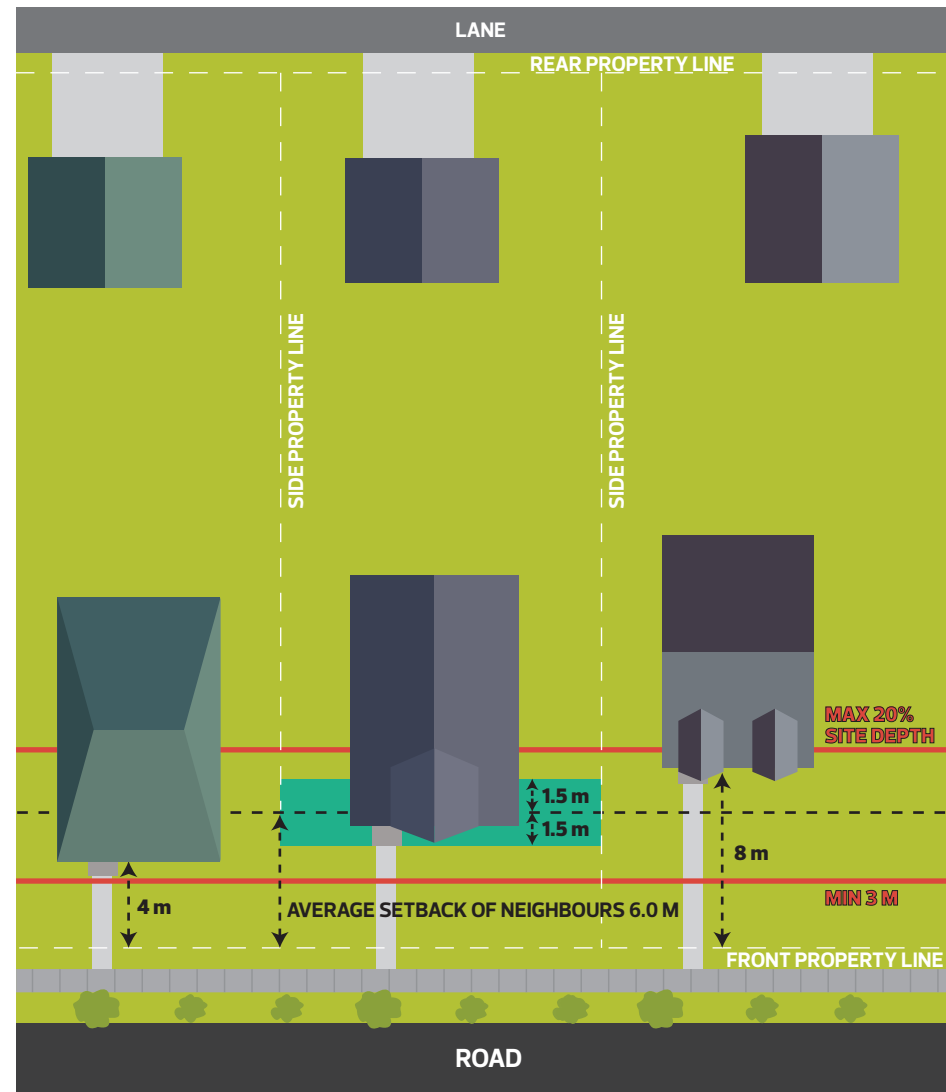 LANE
REAR PROPERTY LINE
SIDE PROPERTY LINE
SIDE PROPERTY LINE
MAX 20%
SITE DEPTH
1.5 m
1.5 m
8 m
4 m
MIN 3 M
AVERAGE SETBACK OF NEIGHBOURS 6.0 M
FRONT PROPERTY LINE
ROAD